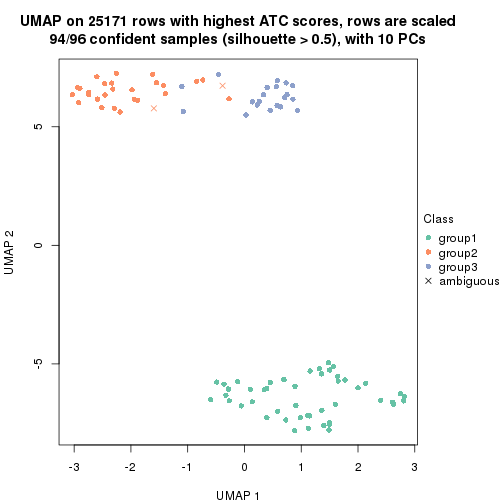 UMAP on 25171 rows with highest ATC scores, rows are scaled
94/96 confident samples (silhouette > 0.5), with 10 PCs
UMAP 2
5
0
-5
-3
-2
-1
0
1
2
3
UMAP 1
Class
group1
group2
group3
ambiguous